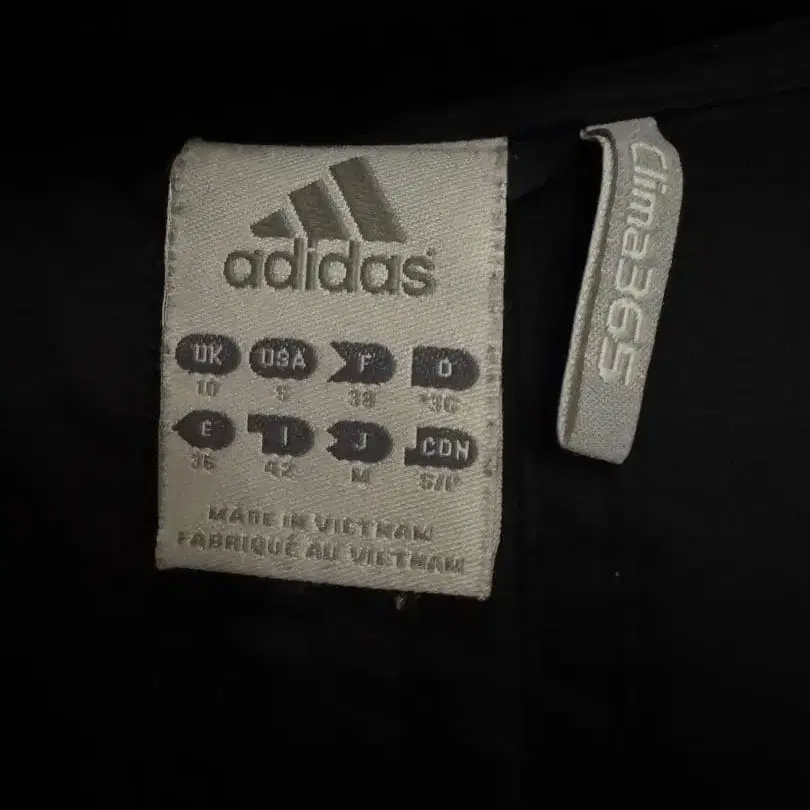 adidas
UK USA F D
10 S 38 *36
E I J CDN
36 42 M S/P
MADE IN VIETNAM
FABRIQUÉ AU VIETNAM
Clima365